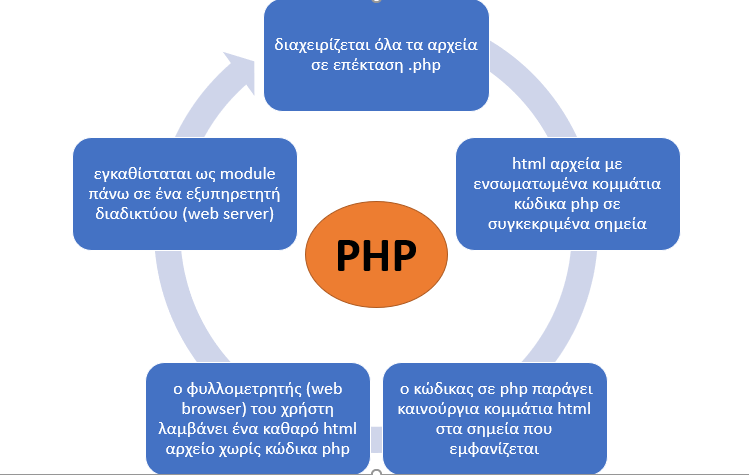 διαχειρίζεται όλα τα αρχεία
σε επέκταση .php
html αρχεία με
ενσωματωμένα κομμάτια
κώδικα php σε
συγκεκριμένα σημεία
ο κώδικας σε php παράγει
καινούργια κομμάτια html
στα σημεία που
εμφανίζεται
ο φυλλομετρητής (web
browser) του χρήστη
λαμβάνει ένα καθαρό html
αρχείο χωρίς κώδικα php
εγκαθίσταται ως module
πάνω σε ένα εξυπηρετητή
διαδικτύου (web server)
PHP